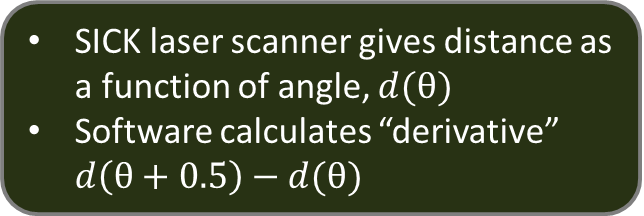 • SICK laser scanner gives distance as
a function of angle, d(θ)
• Software calculates “derivative”
d(θ + 0.5) − d(θ)